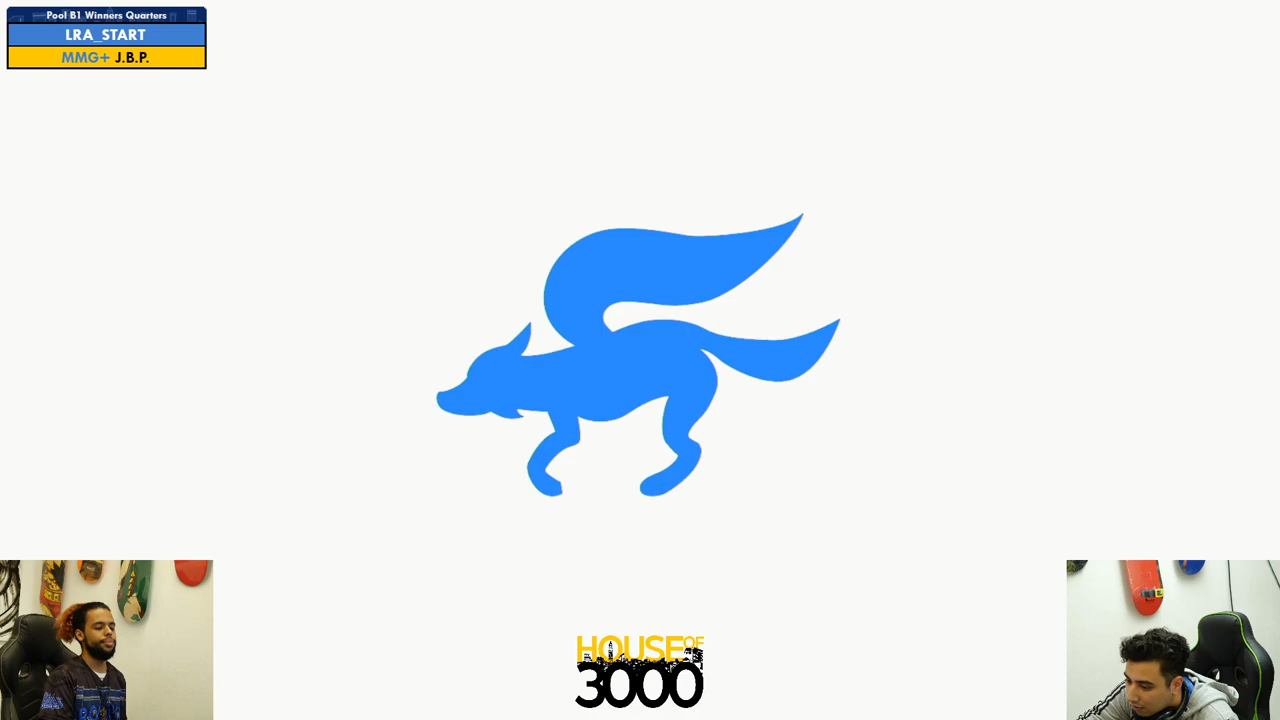 Pool B1 Winners Quarters
LRA_START
MMG+ J.B.P.
HOUSE OF
3000